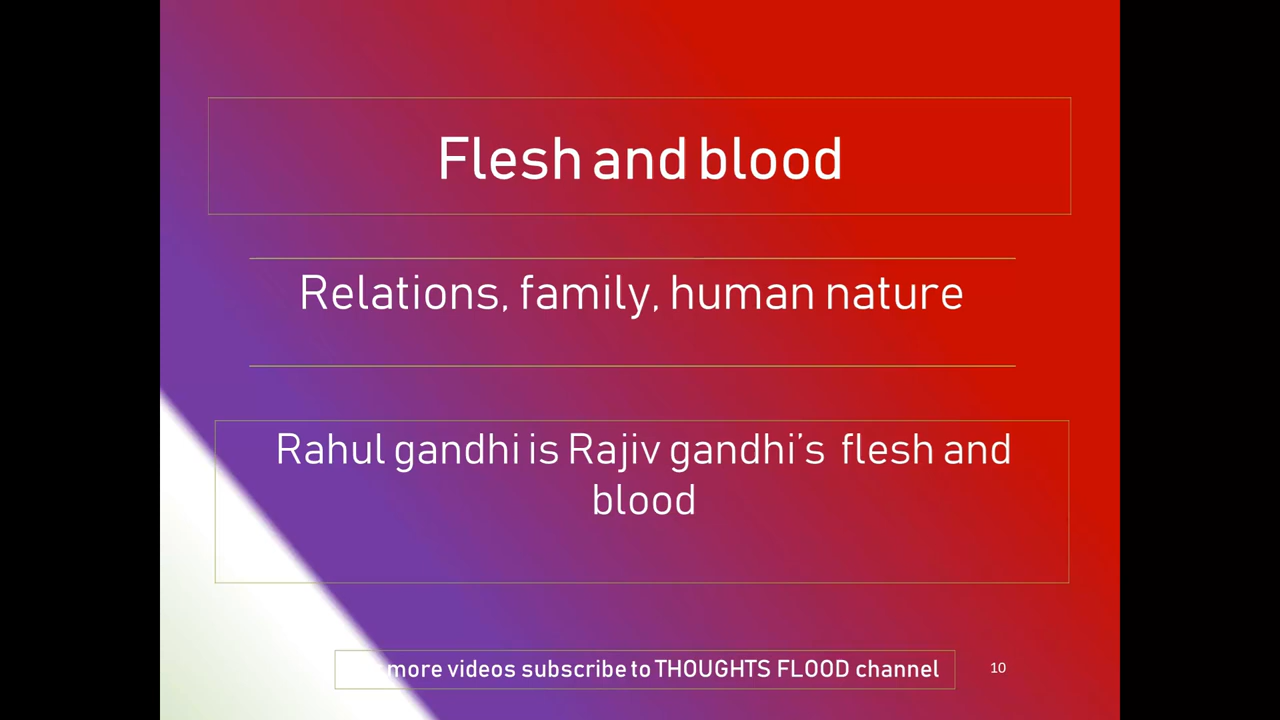 Flesh and blood
Relations, family, human nature
Rahul gandhi is Rajiv gandhi’s flesh and
blood
more videos subscribe to THOUGHTS FLOOD channel
10